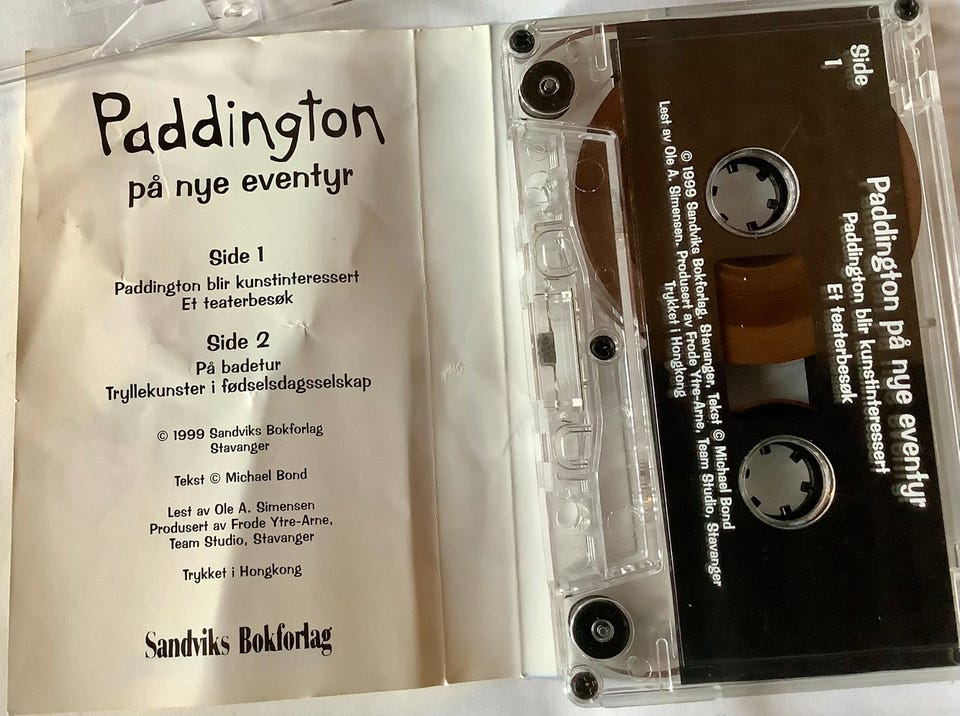 Paddington
på nye eventyr
Side 1
Paddington blir kunstinteressert
Et teaterbesøk
Side 2
På badetur
Tryllekunster i fødselsdagsselskap
© 1999 Sandviks Bokforlag
Stavanger
Tekst © Michael Bond
Lest av Ole A. Simensen
Produsert av Frode Ytre-Arne,
Team Studio, Stavanger
Trykket i Hongkong
Sandviks Bokforlag
Side
1
Paddington på nye eventyr
Paddington blir kunstinteressert
Et teaterbesøk
© 1999 Sandviks Bokforlag, Stavanger, Tekst © Michael Bond
Lest av Ole A. Simensen. Produsert av Frode Ytre-Arne, Team Studio, Stavanger
Trykket i Hongkong